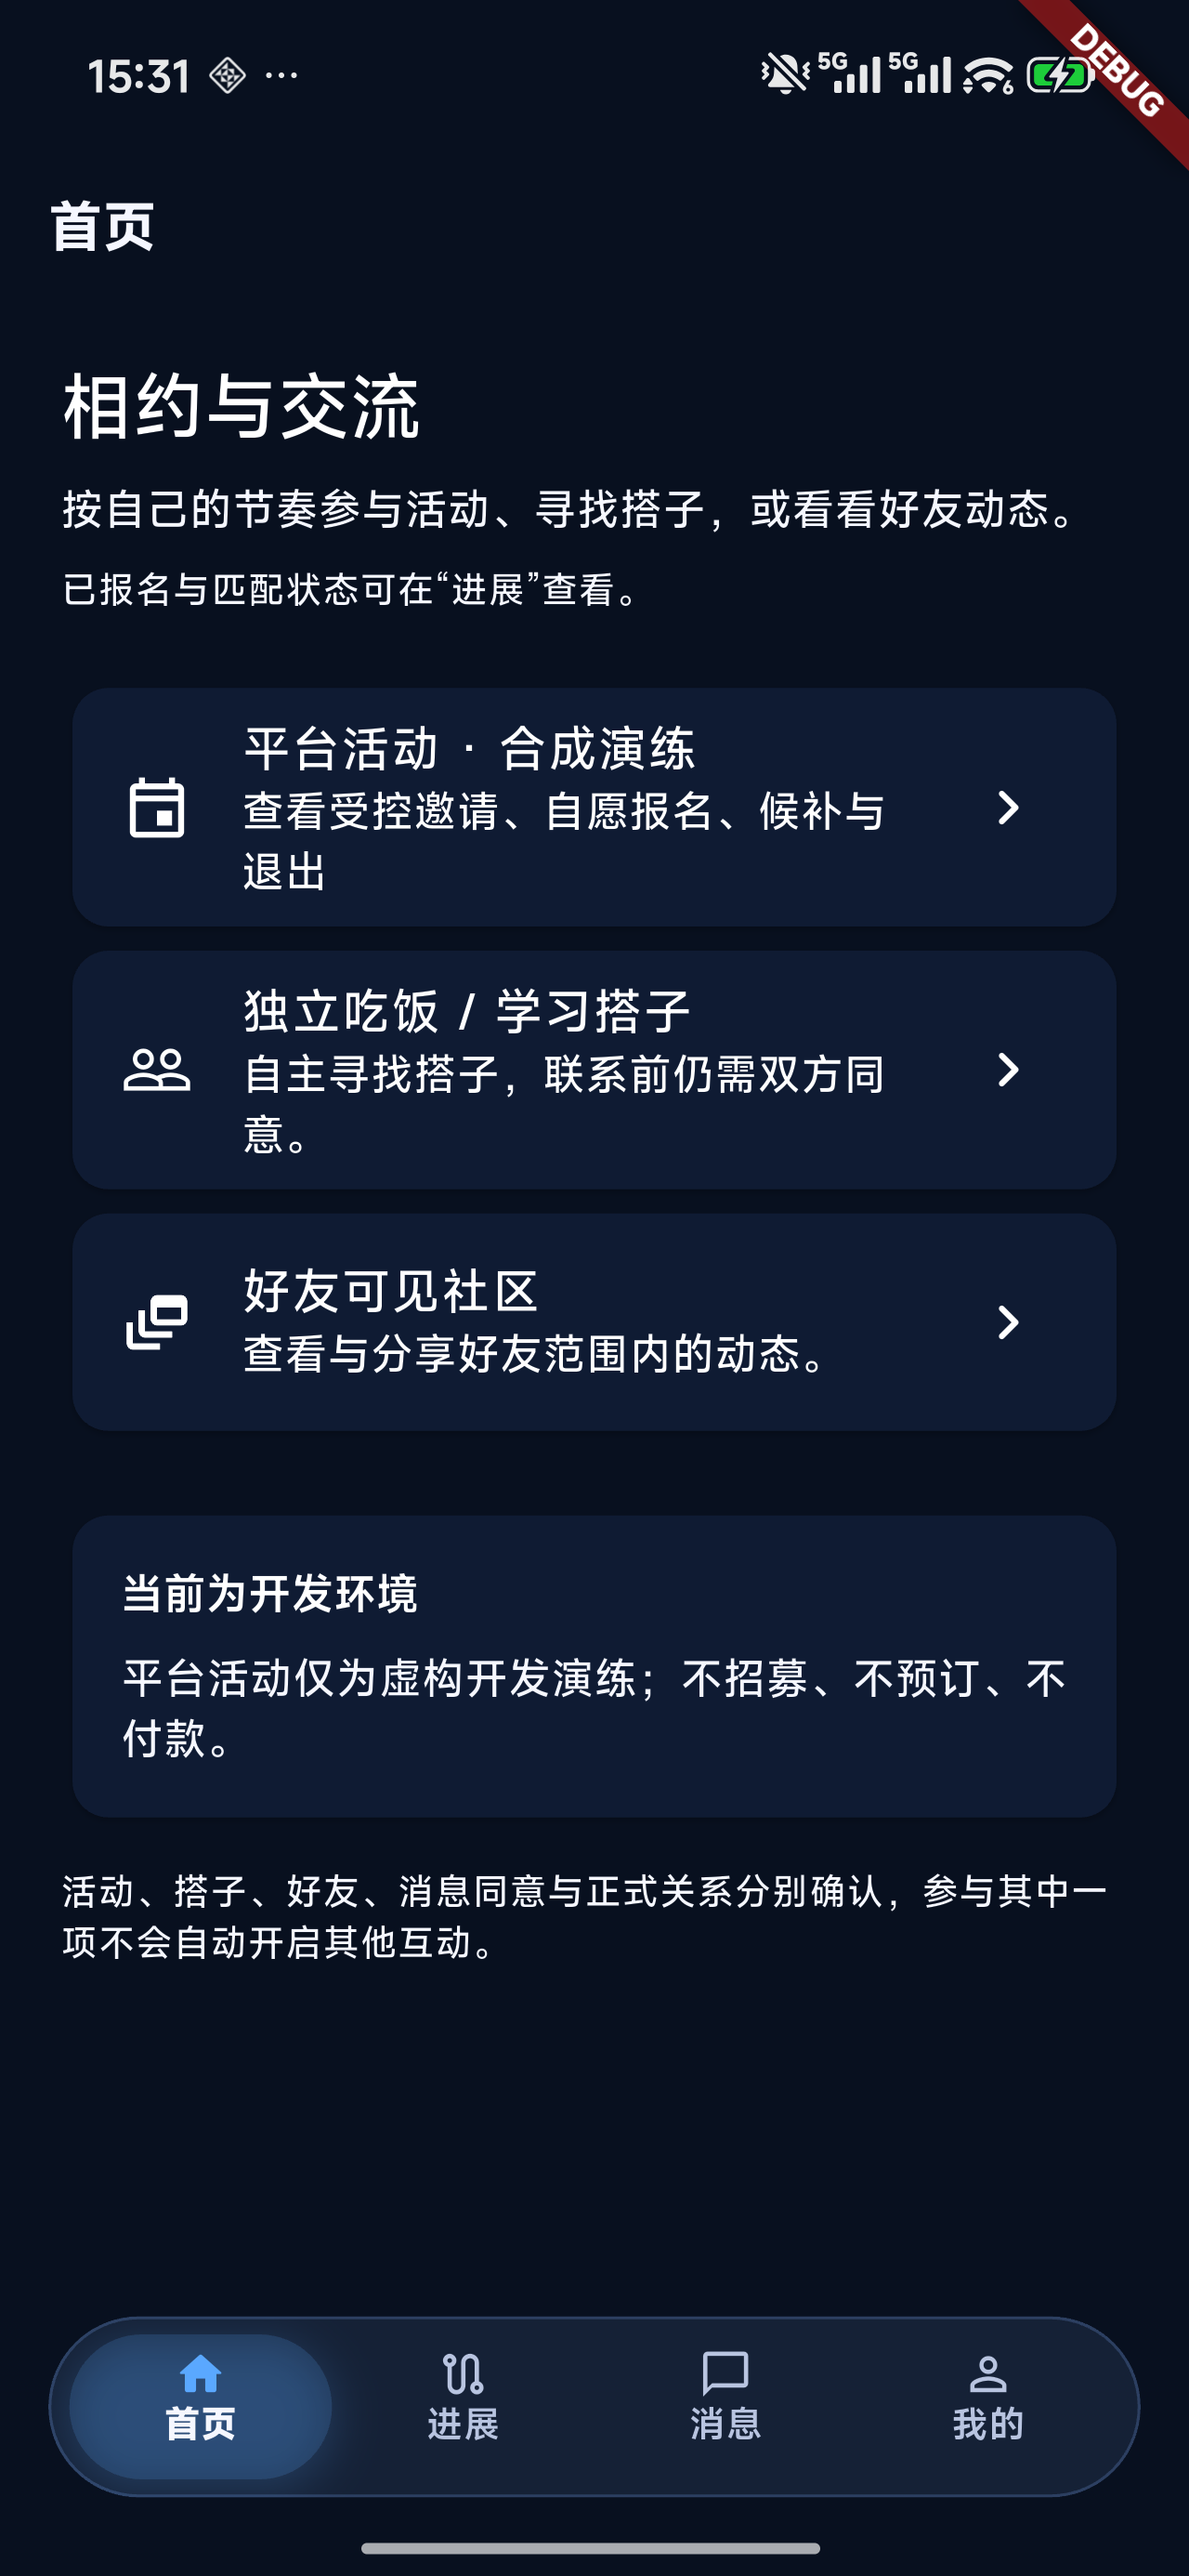 15:31
5G 5G 6
DEBUG
首页
相约与交流
按自己的节奏参与活动、寻找搭子，或看看好友动态。
已报名与匹配状态可在“进展”查看。
平台活动 · 合成演练
查看受控邀请、自愿报名、候补与
退出
独立吃饭 / 学习搭子
自主寻找搭子，联系前仍需双方同
意。
好友可见社区
查看与分享好友范围内的动态。
当前为开发环境
平台活动仅为虚构开发演练；不招募、不预订、不
付款。
活动、搭子、好友、消息同意与正式关系分别确认，参与其中一
项不会自动开启其他互动。
首页 进展 消息 我的